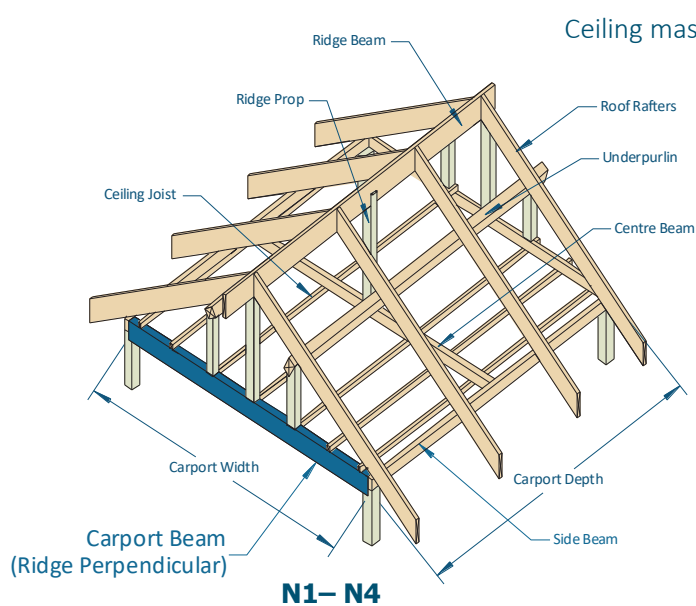 Ceiling mas
Ridge Beam
Ridge Prop
Roof Rafters
Underpurlin
Ceiling Joist
Centre Beam
Carport Width
Carport Depth
Carport Beam
(Ridge Perpendicular)
Side Beam
N1– N4